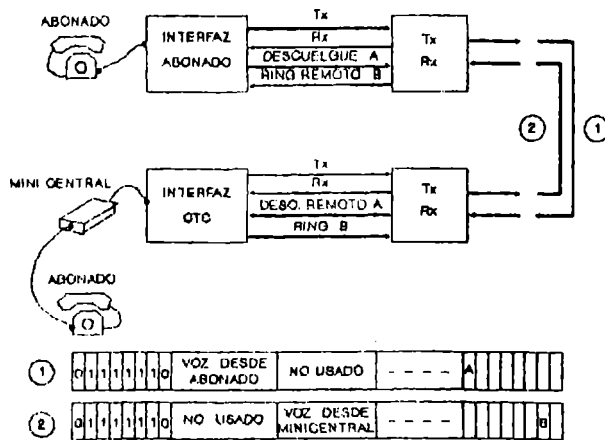 ABONADO
INTERFAZ
ABONADO
Tx
Rx
DESCUELGUE A
RING REMOTO B
Tx
Rx
2
1
MINI CENTRAL
INTERFAZ
CTC
Tx
Rx
DESC. REMOTO A
RING B
Tx
Rx
ABONADO
1
0 1 1 1 1 1 1 0
VOZ DESDE
ABONADO
NO USADO
- - - -
A
2
0 1 1 1 1 1 1 0
NO USADO
VOZ DESDE
MINICENTRAL
- - - -
B